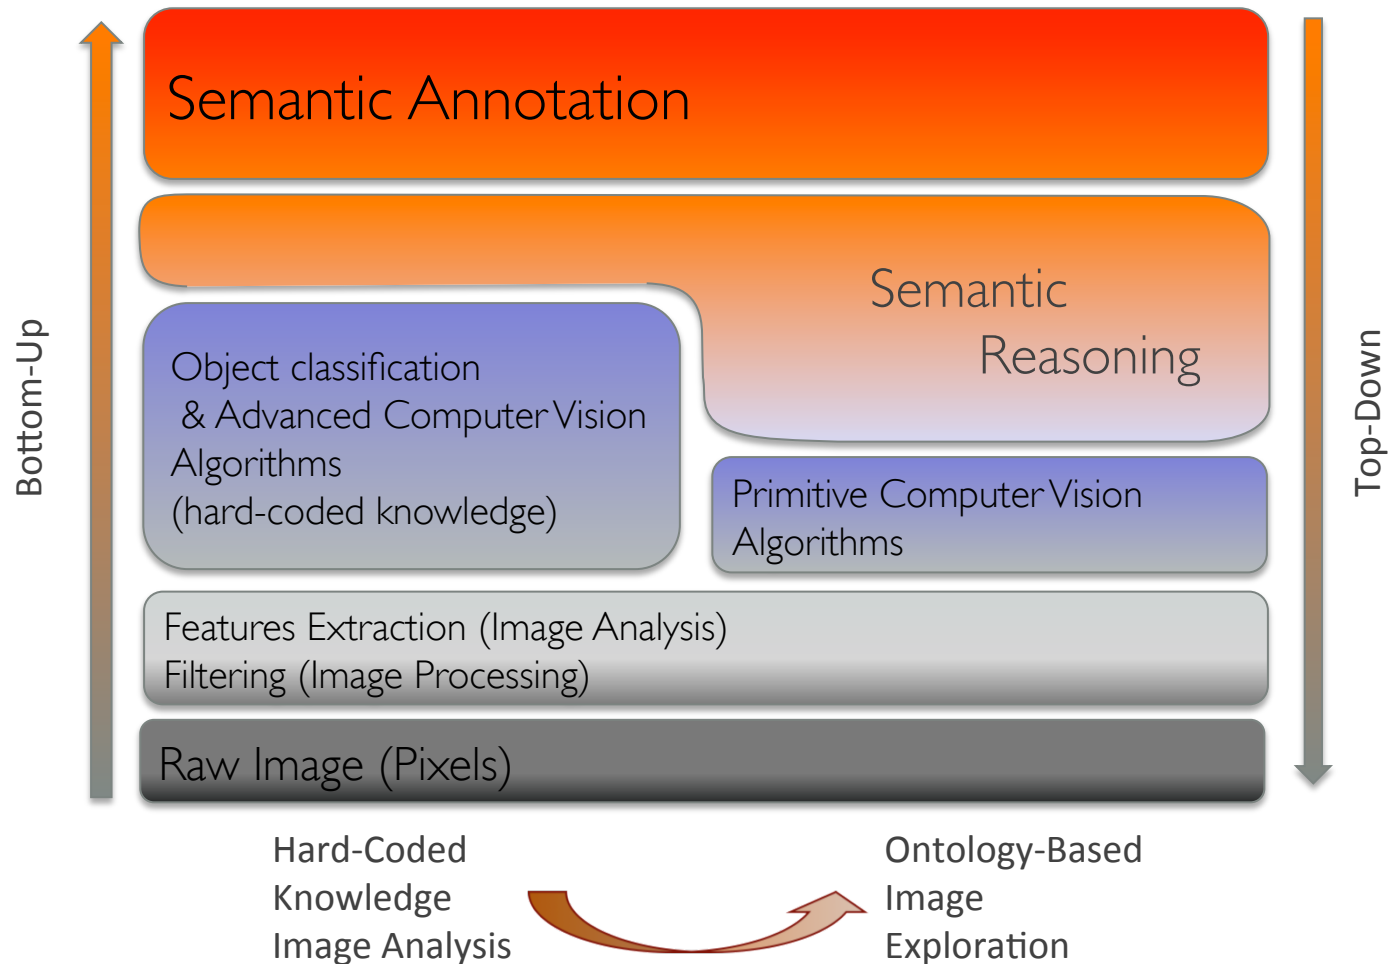 Semantic Annotation
Semantic
Reasoning
Object classification
& Advanced Computer Vision
Algorithms
(hard-coded knowledge)
Primitive Computer Vision
Algorithms
Features Extraction (Image Analysis)
Filtering (Image Processing)
Raw Image (Pixels)
Bottom-Up
Top-Down
Hard-Coded
Knowledge
Image Analysis
Ontology-Based
Image
Exploration